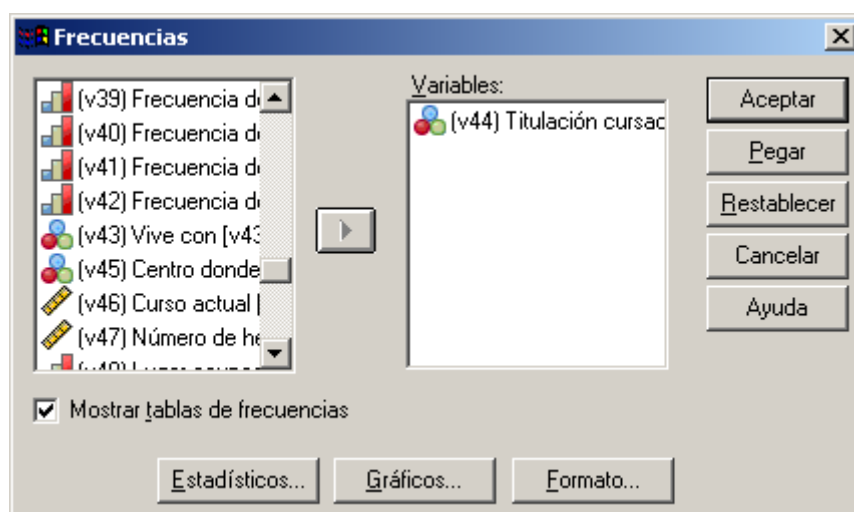 Frecuencias
(v39) Frecuencia d
(v40) Frecuencia d
(v41) Frecuencia d
(v42) Frecuencia d
(v43) Vive con [v43
(v45) Centro donde
(v46) Curso actual [
(v47) Número de he
Variables:
(v44) Titulación cursad
Aceptar
Pegar
Restablecer
Cancelar
Ayuda
Mostrar tablas de frecuencias
Estadísticos...
Gráficos...
Formato...